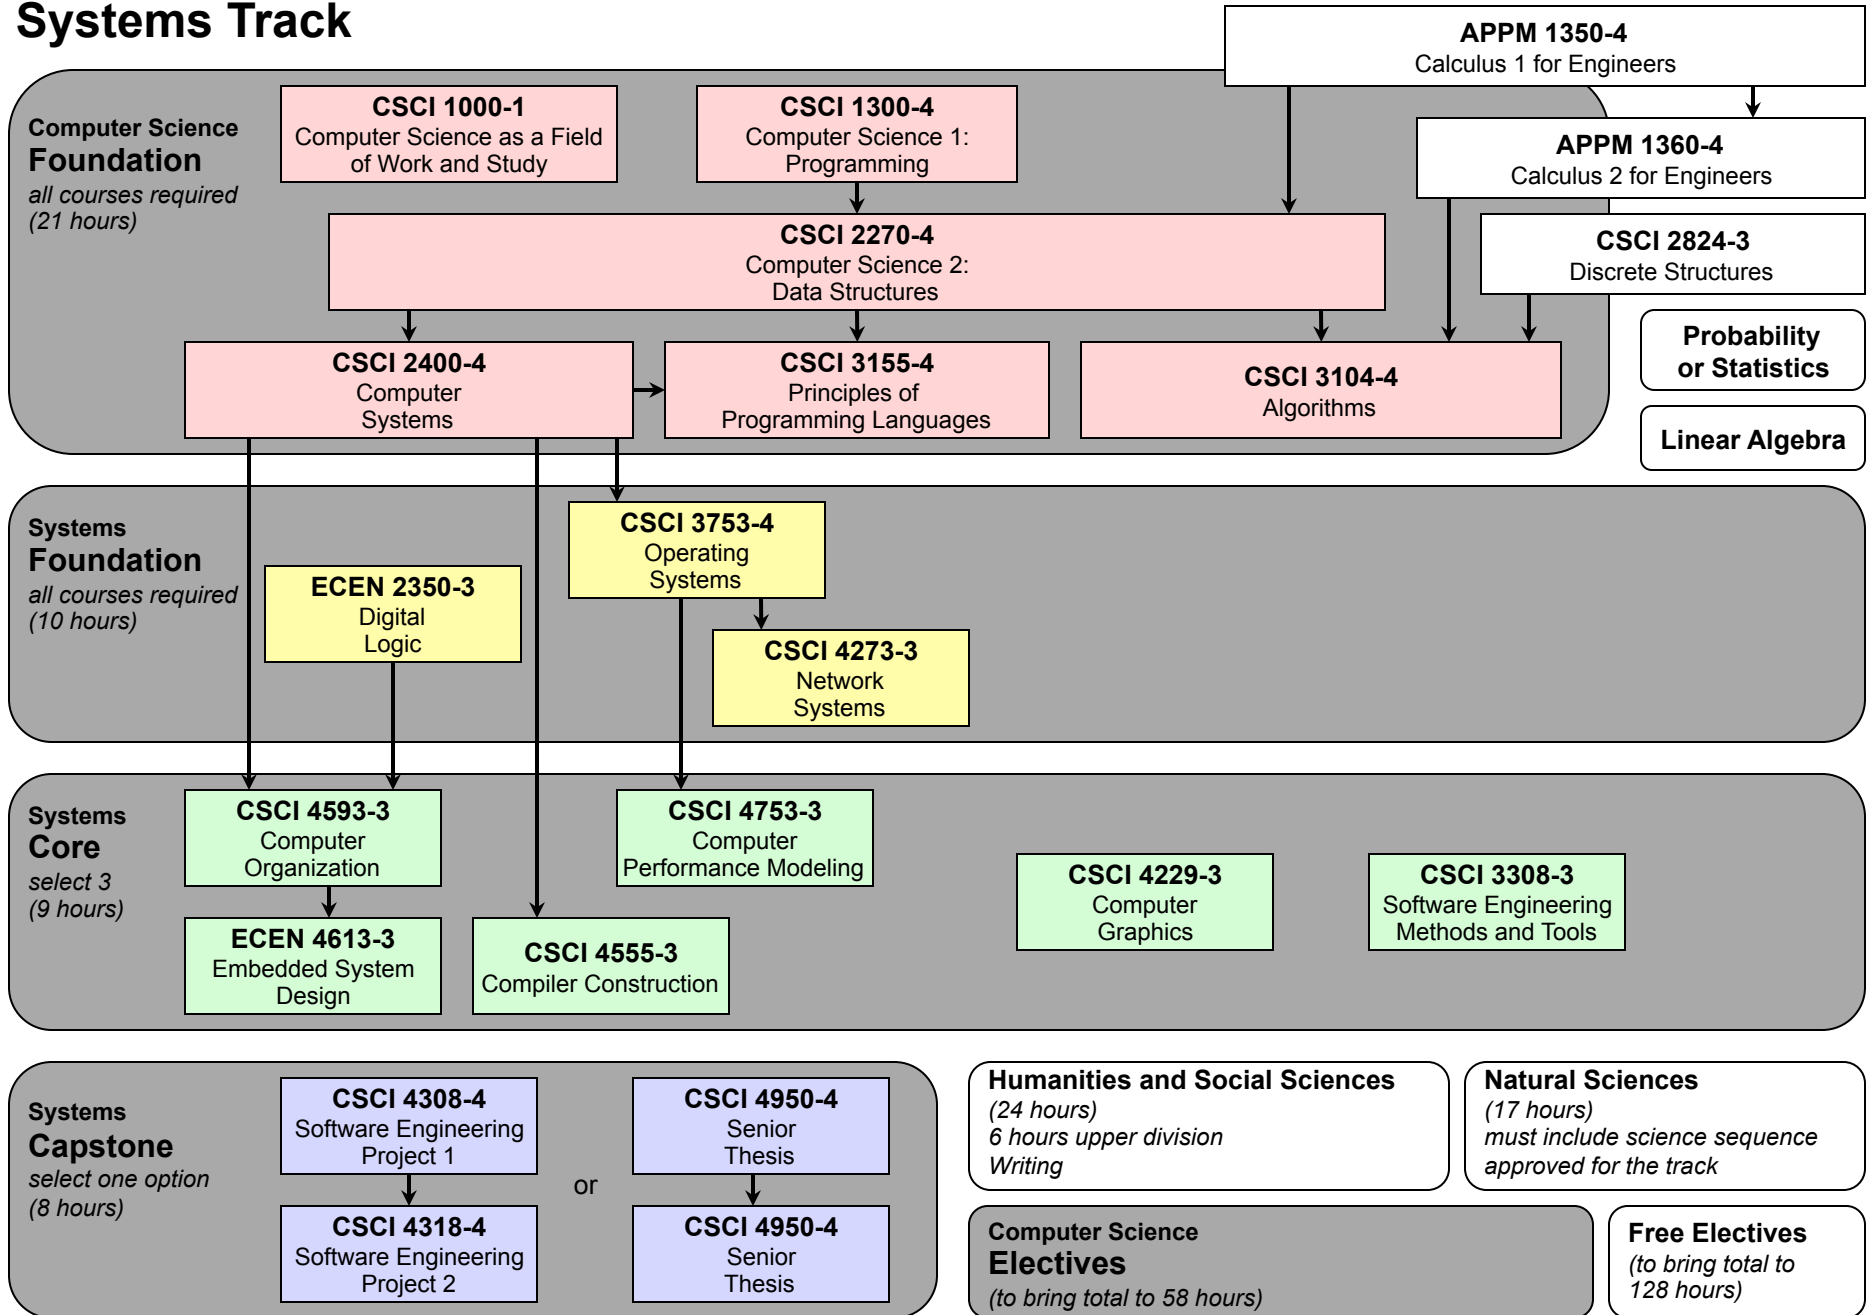 Systems Track
APPM 1350-4
Calculus 1 for Engineers
Computer Science
Foundation
all courses required
(21 hours)
CSCI 1000-1
Computer Science as a Field
of Work and Study
CSCI 1300-4
Computer Science 1:
Programming
APPM 1360-4
Calculus 2 for Engineers
CSCI 2270-4
Computer Science 2:
Data Structures
CSCI 2824-3
Discrete Structures
CSCI 2400-4
Computer
Systems
CSCI 3155-4
Principles of
Programming Languages
CSCI 3104-4
Algorithms
Probability
or Statistics
Linear Algebra
Systems
Foundation
all courses required
(10 hours)
ECEN 2350-3
Digital
Logic
CSCI 3753-4
Operating
Systems
CSCI 4273-3
Network
Systems
Systems
Core
select 3
(9 hours)
CSCI 4593-3
Computer
Organization
CSCI 4753-3
Computer
Performance Modeling
CSCI 4229-3
Computer
Graphics
CSCI 3308-3
Software Engineering
Methods and Tools
ECEN 4613-3
Embedded System
Design
CSCI 4555-3
Compiler Construction
Systems
Capstone
select one option
(8 hours)
CSCI 4308-4
Software Engineering
Project 1
or
CSCI 4950-4
Senior
Thesis
CSCI 4318-4
Software Engineering
Project 2
CSCI 4950-4
Senior
Thesis
Humanities and Social Sciences
(24 hours)
6 hours upper division
Writing
Natural Sciences
(17 hours)
must include science sequence
approved for the track
Computer Science
Electives
(to bring total to 58 hours)
Free Electives
(to bring total to
128 hours)